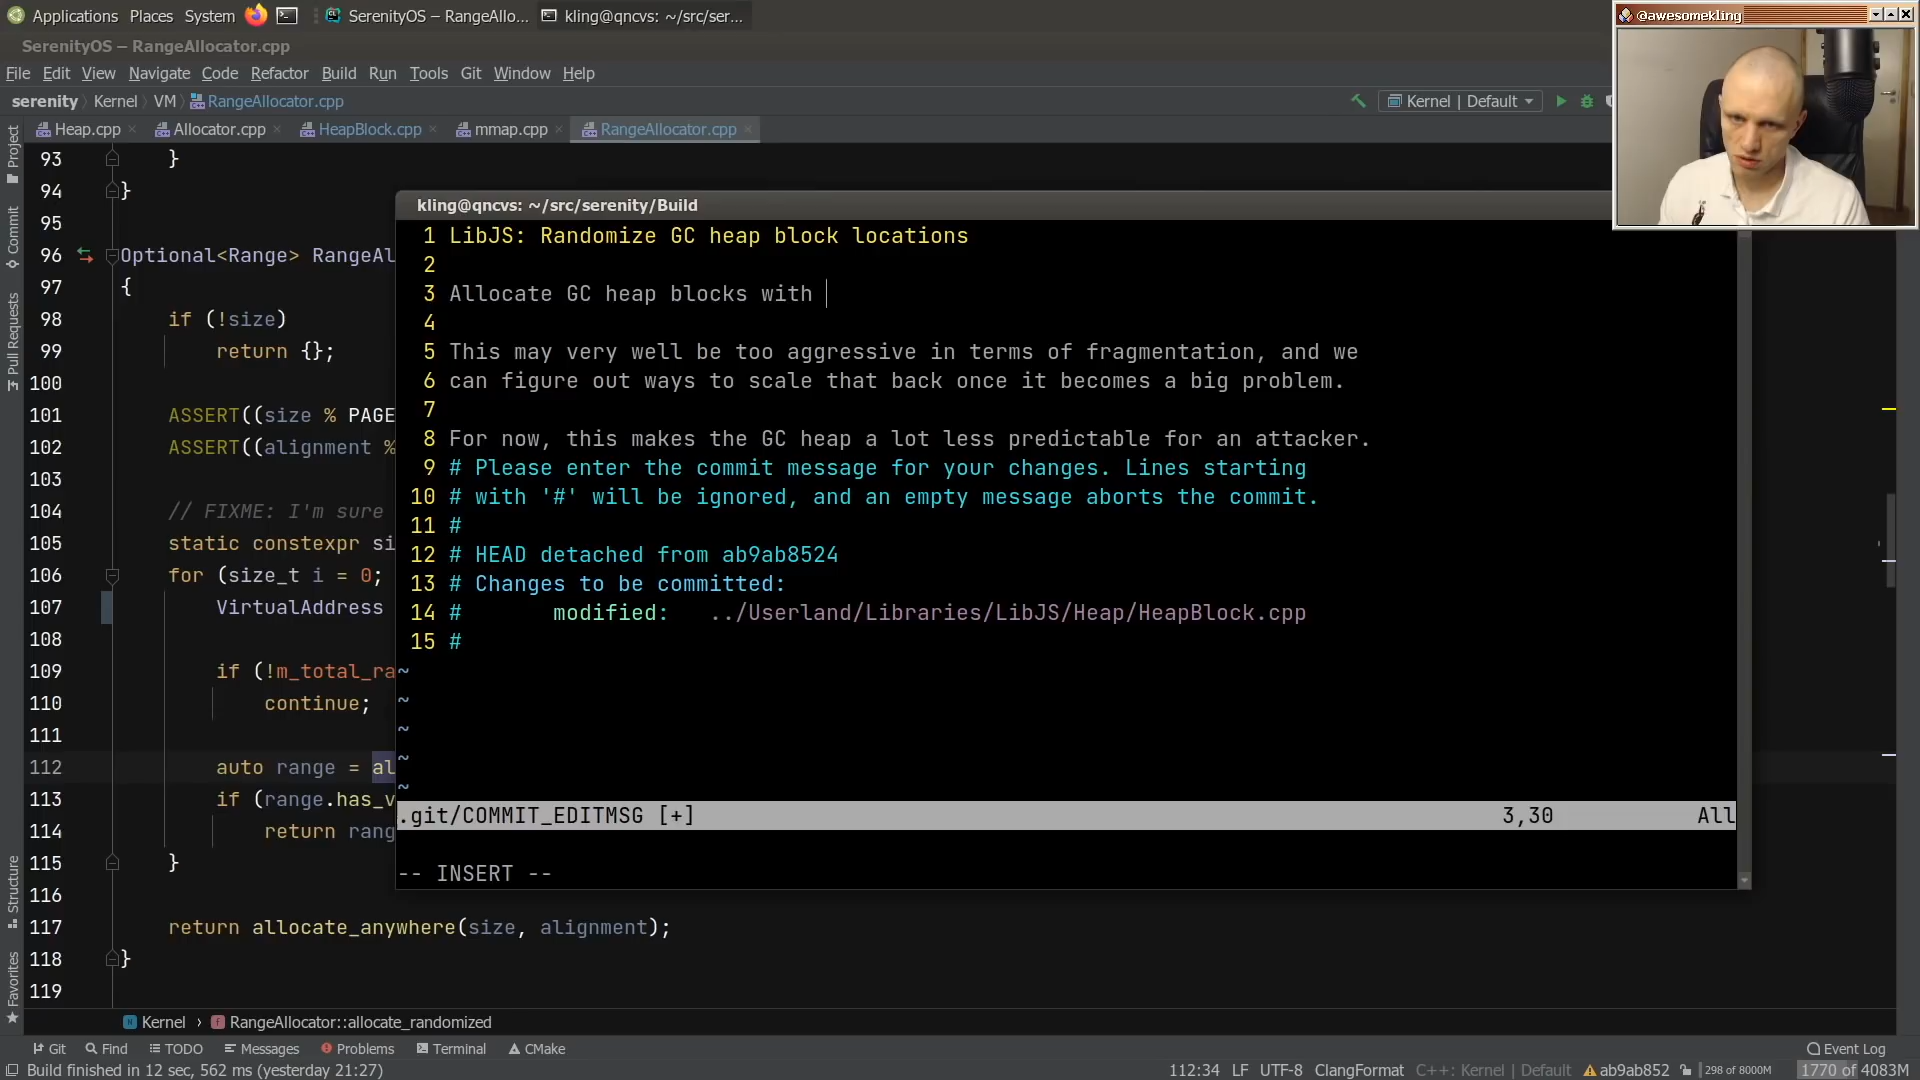 Applications Places System SerenityOS – RangeAllo... kling@qncvs: ~/src/ser...
@awesomekling
SerenityOS – RangeAllocator.cpp
File Edit View Navigate Code Refactor Build Run Tools Git Window Help
serenity Kernel VM RangeAllocator.cpp
Kernel | Default
Heap.cpp Allocator.cpp HeapBlock.cpp mmap.cpp RangeAllocator.cpp
Project
Commit
Pull Requests
Structure
Favorites
93 }
94 }
95
96 Optional<Range> RangeAl
97 {
98 if (!size)
99 return {};
100
101 ASSERT((size % PAGE
102 ASSERT((alignment %
103
104 // FIXME: I'm sure
105 static constexpr si
106 for (size_t i = 0;
107 VirtualAddress
108
109 if (!m_total_ra
110 continue;
111
112 auto range = al
113 if (range.has_v
114 return rang
115 }
116
117 return allocate_anywhere(size, alignment);
118 }
119
kling@qncvs: ~/src/serenity/Build
1 LibJS: Randomize GC heap block locations
2
3 Allocate GC heap blocks with
4
5 This may very well be too aggressive in terms of fragmentation, and we
6 can figure out ways to scale that back once it becomes a big problem.
7
8 For now, this makes the GC heap a lot less predictable for an attacker.
9 # Please enter the commit message for your changes. Lines starting
10 # with '#' will be ignored, and an empty message aborts the commit.
11 #
12 # HEAD detached from ab9ab8524
13 # Changes to be committed:
14 # modified: ../Userland/Libraries/LibJS/Heap/HeapBlock.cpp
15 #
~
~
~
~
~
.git/COMMIT_EDITMSG [+] 3,30 All
-- INSERT --
Kernel › RangeAllocator::allocate_randomized
Git Find TODO Messages Problems Terminal CMake Event Log
Build finished in 12 sec, 562 ms (yesterday 21:27) 112:34 LF UTF-8 ClangFormat C++: Kernel | Default ab9ab852 298 of 8000M 1770 of 4083M